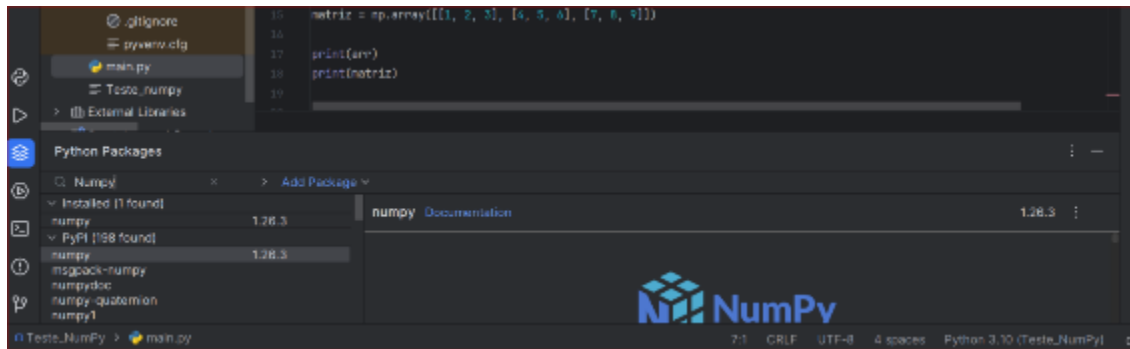 .gitignore
pyvenv.cfg
main.py
Teste_numpy
External Libraries
15 matriz = np.array([[1, 2, 3], [4, 5, 6], [7, 8, 9]])
16
17 print(arr)
18 print(matriz)
19
Python Packages
Numpy
Add Package
Installed (1 found)
numpy 1.26.3
PyPI (198 found)
numpy 1.26.3
msgpack-numpy
numpydoc
numpy-quaternion
numpy1
numpy Documentation 1.26.3
NumPy
Teste_NumPy > main.py 7:1 CRLF UTF-8 4 spaces Python 3.10 (Teste_NumPy)